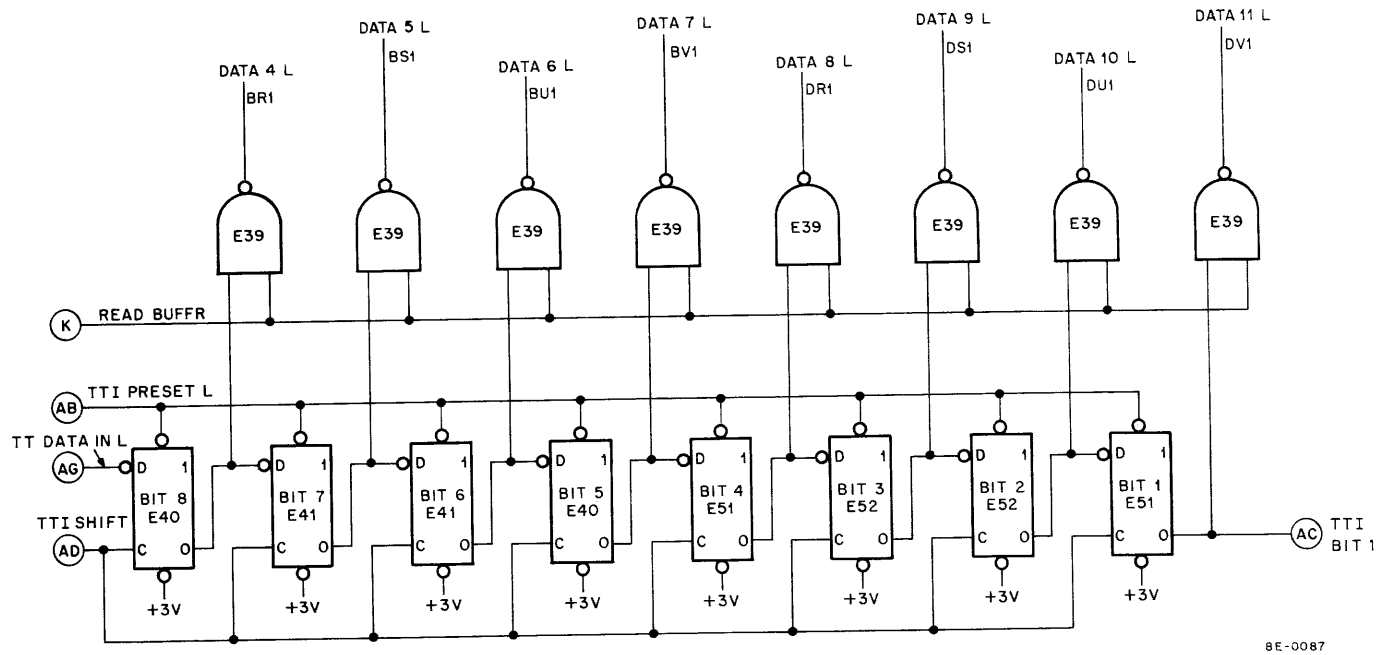 DATA 4 L
BR1
DATA 5 L
BS1
DATA 6 L
BU1
DATA 7 L
BV1
DATA 8 L
DR1
DATA 9 L
DS1
DATA 10 L
DU1
DATA 11 L
DV1
E39
E39
E39
E39
E39
E39
E39
E39
K
READ BUFFR
AB
TTI PRESET L
TT DATA IN L
AG
TTI SHIFT
AD
D 1
BIT 8
E40
C 0
+3V
D 1
BIT 7
E41
C 0
+3V
D 1
BIT 6
E41
C 0
+3V
D 1
BIT 5
E40
C 0
+3V
D 1
BIT 4
E51
C 0
+3V
D 1
BIT 3
E52
C 0
+3V
D 1
BIT 2
E52
C 0
+3V
D 1
BIT 1
E51
C 0
+3V
AC
TTI
BIT 1
8E-0087